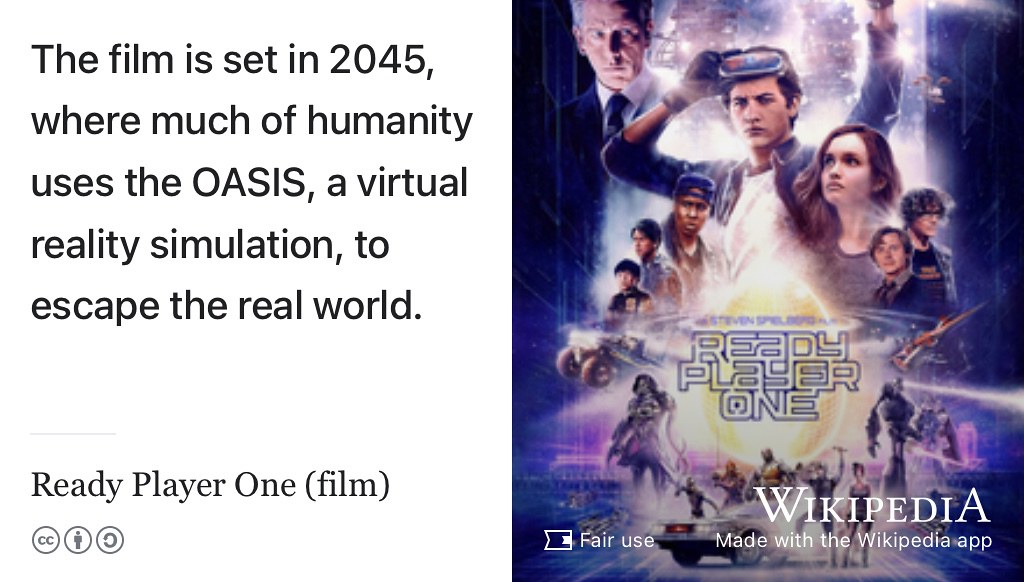 The film is set in 2045,
where much of humanity
uses the OASIS, a virtual
reality simulation, to
escape the real world.
Ready Player One (film)
cc
STEVEN SPIELBERG
READY
PLAYER
ONE
WIKIPEDIA
Fair use
Made with the Wikipedia app